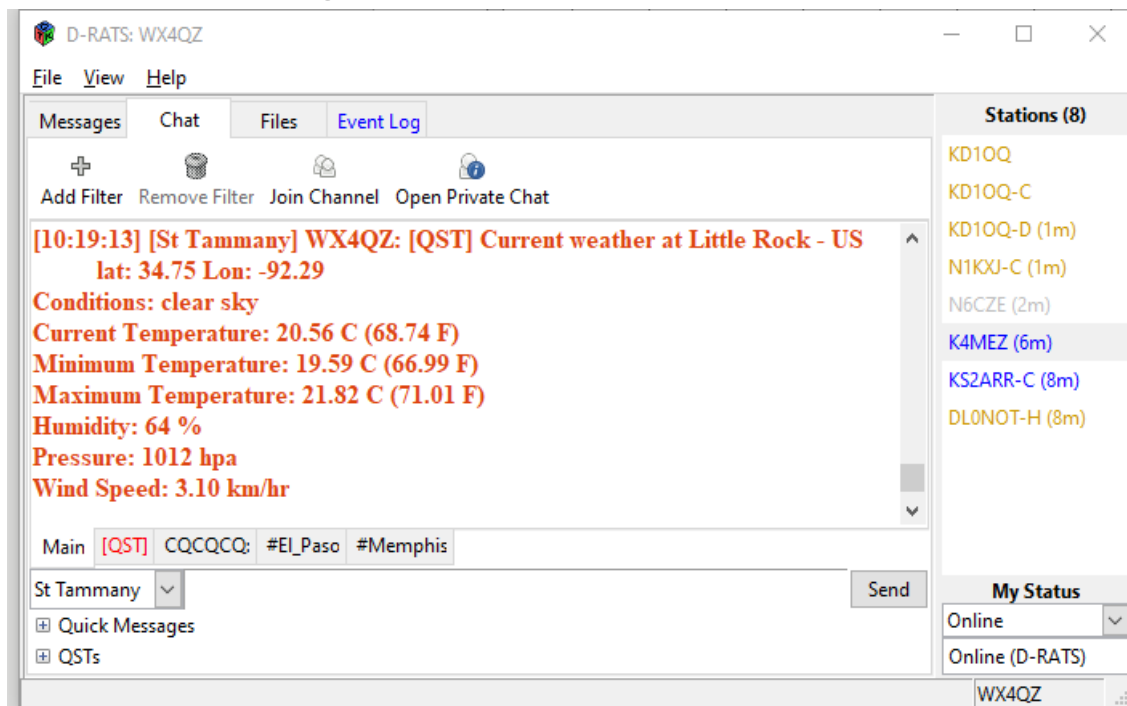 D-RATS: WX4QZ
File View Help
Messages Chat Files Event Log
Add Filter Remove Filter Join Channel Open Private Chat
[10:19:13] [St Tammany] WX4QZ: [QST] Current weather at Little Rock - US
lat: 34.75 Lon: -92.29
Conditions: clear sky
Current Temperature: 20.56 C (68.74 F)
Minimum Temperature: 19.59 C (66.99 F)
Maximum Temperature: 21.82 C (71.01 F)
Humidity: 64 %
Pressure: 1012 hpa
Wind Speed: 3.10 km/hr
Main [QST] CQCQCQ: #El_Paso #Memphis
St Tammany Send
Quick Messages
QSTs
Stations (8)
KD1OQ
KD1OQ-C
KD1OQ-D (1m)
N1KXJ-C (1m)
N6CZE (2m)
K4MEZ (6m)
KS2ARR-C (8m)
DL0NOT-H (8m)
My Status
Online
Online (D-RATS)
WX4QZ